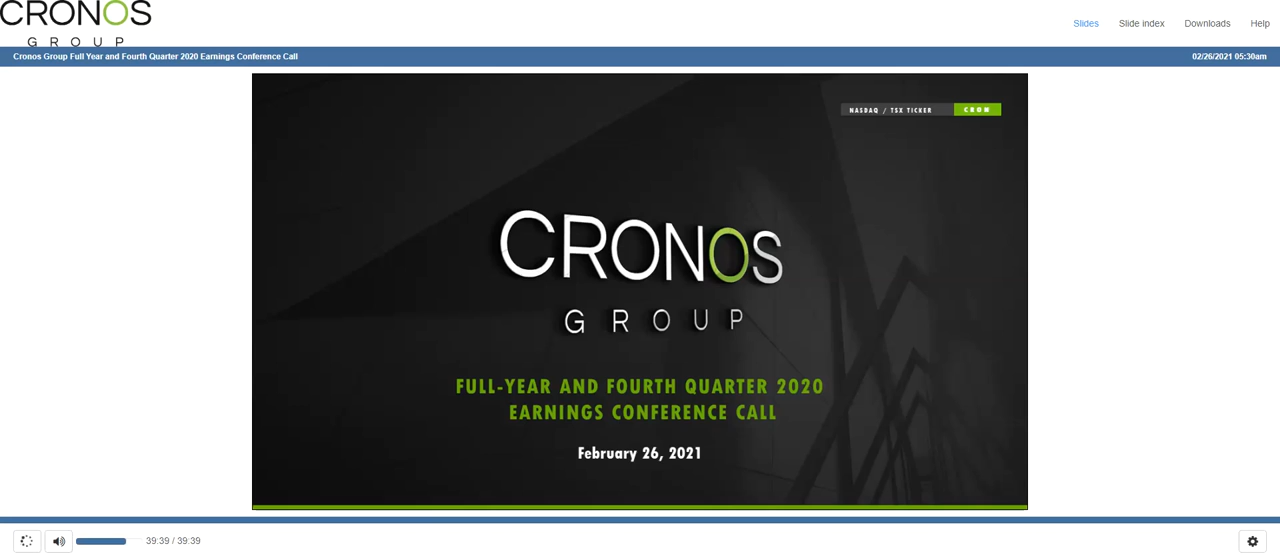 CRONOS
GROUP
Slides
Slide index
Downloads
Help
Cronos Group Full Year and Fourth Quarter 2020 Earnings Conference Call
02/26/2021 05:30am
NASDAQ / TSX TICKER
CRON
CRONOS
GROUP
FULL-YEAR AND FOURTH QUARTER 2020
EARNINGS CONFERENCE CALL
February 26, 2021
39:39 / 39:39